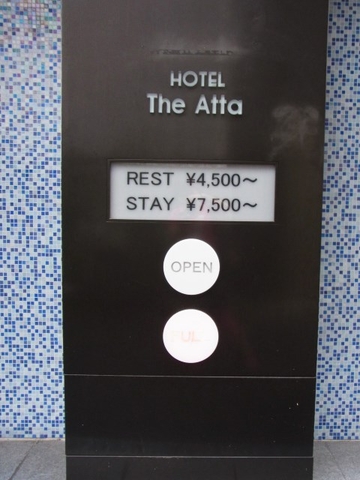 HOTEL
The Atta
REST ¥4,500～
STAY ¥7,500～
OPEN